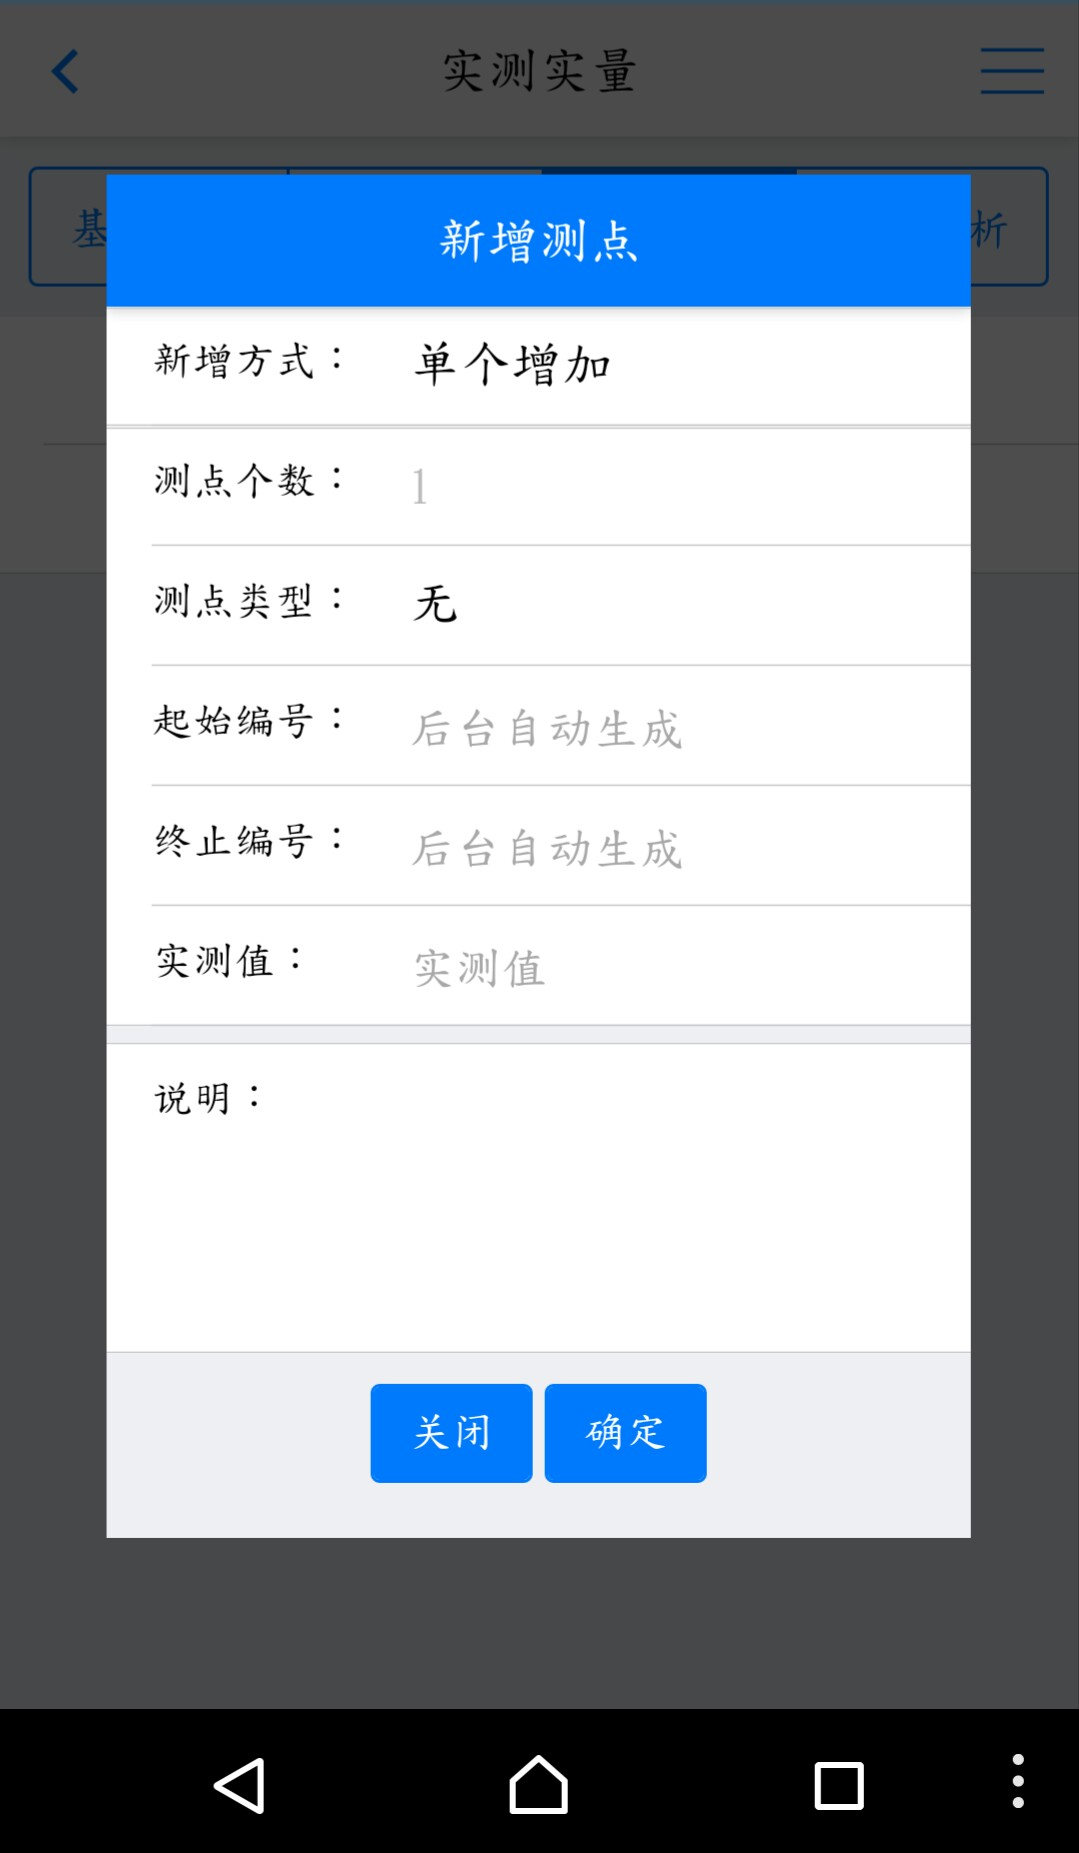 实测实量
基
析
新增测点
新增方式： 单个增加
测点个数： 1
测点类型： 无
起始编号： 后台自动生成
终止编号： 后台自动生成
实测值： 实测值
说明：
关闭 确定